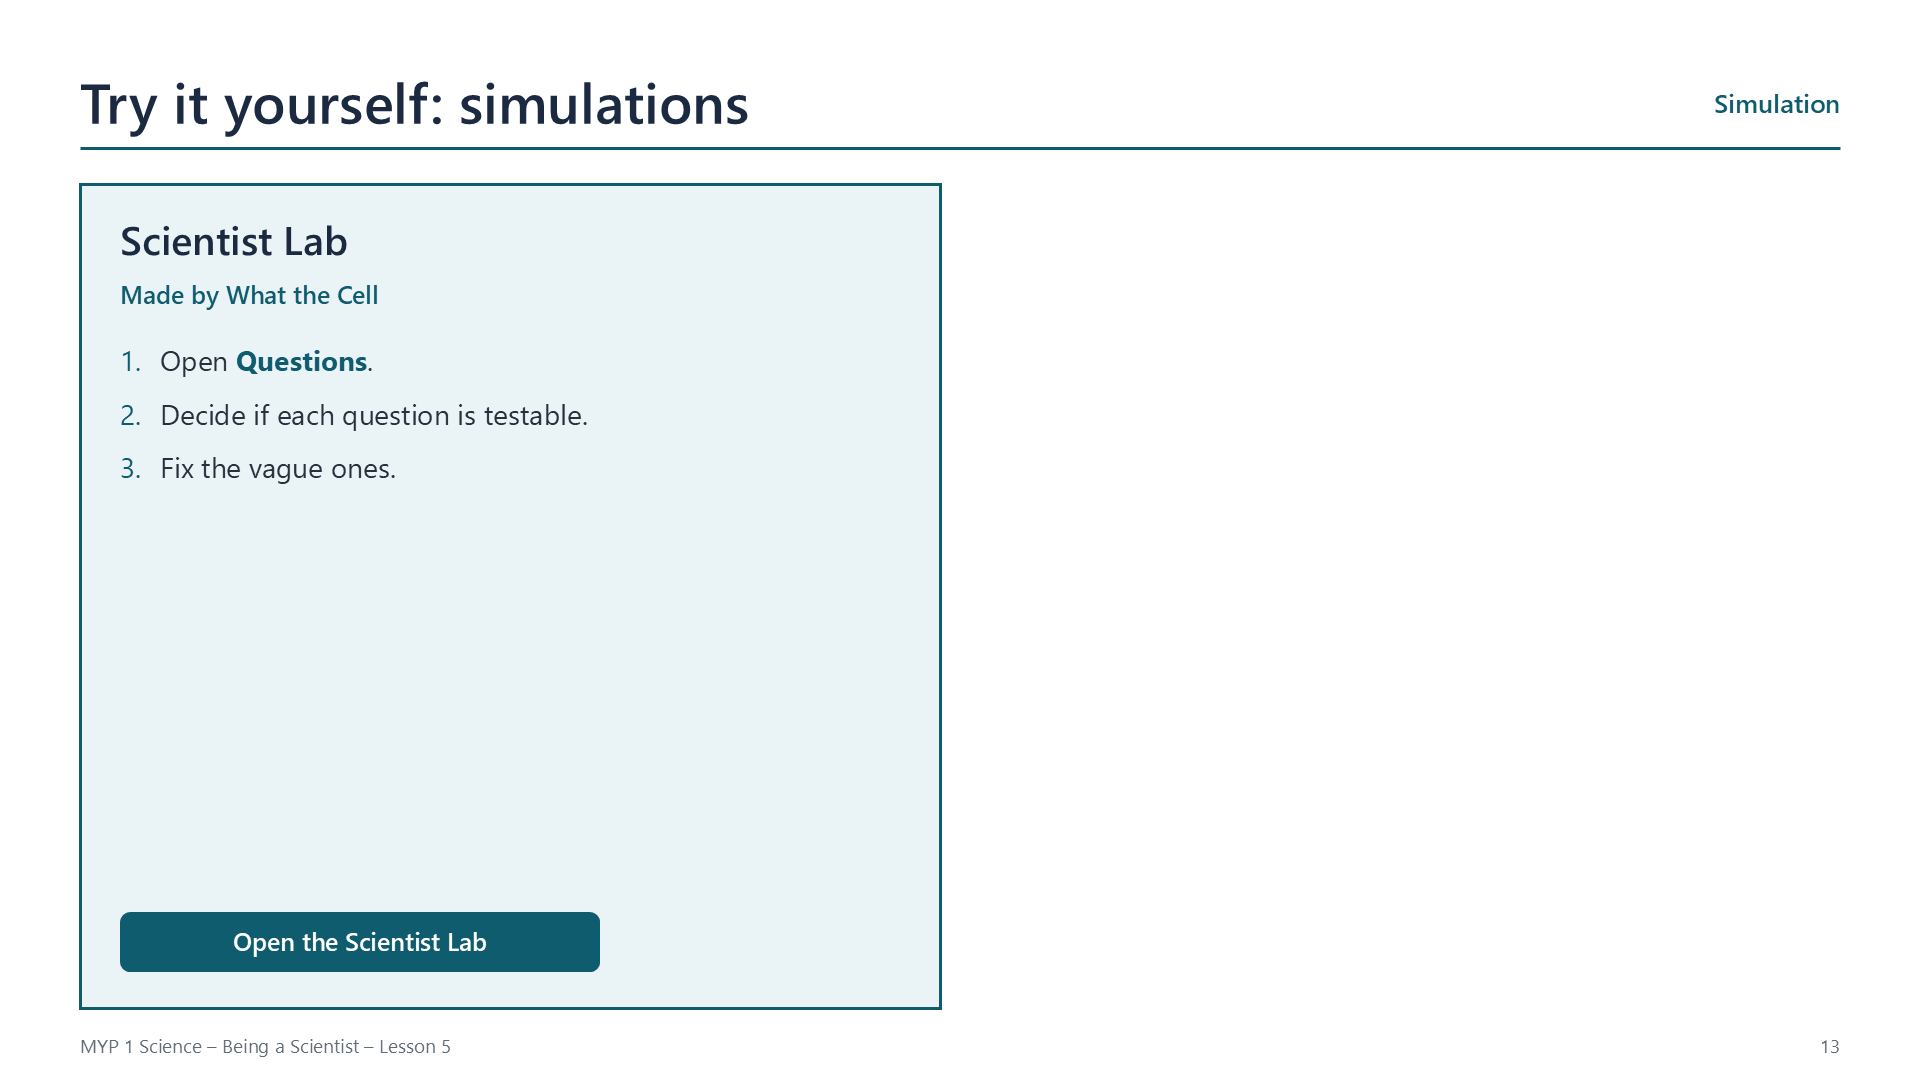 Try it yourself: simulations
Simulation
Scientist Lab
Made by What the Cell
1. Open Questions.
2. Decide if each question is testable.
3. Fix the vague ones.
Open the Scientist Lab
MYP 1 Science – Being a Scientist – Lesson 5
13